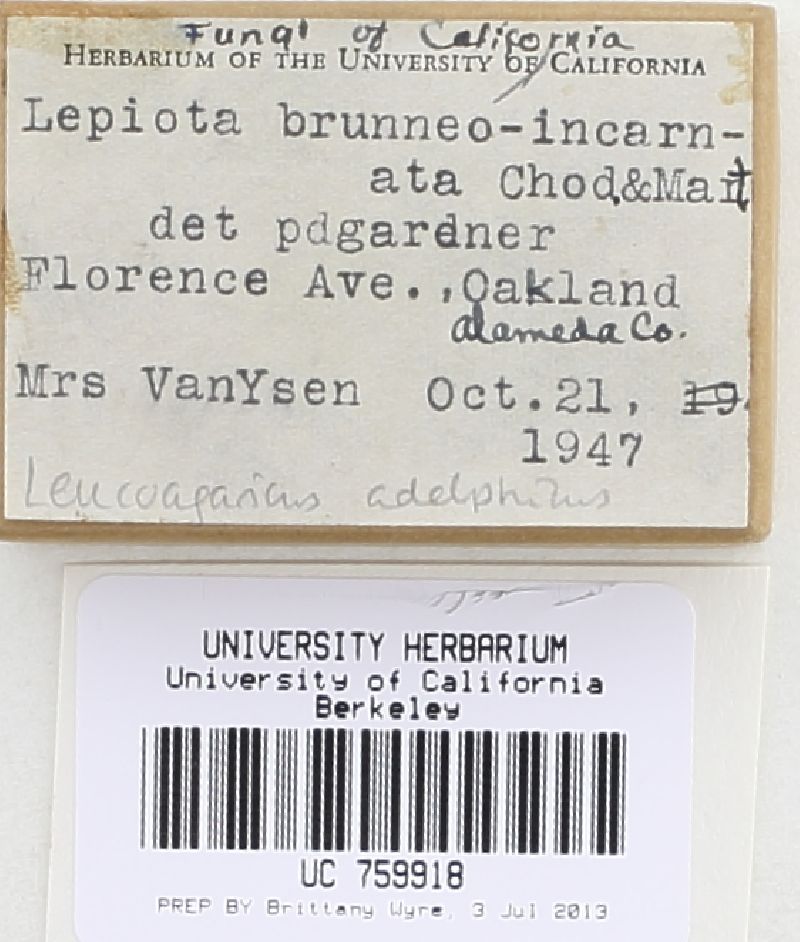 Fungi of California
HERBARIUM OF THE UNIVERSITY OF CALIFORNIA
Lepiota brunneo-incarn-
ata Chod.&Mart
det pdgardner
Florence Ave.,Oakland
Alameda Co.
Mrs VanYsen Oct.21, 19
1947
Leucoagaricus adelphicus
UNIVERSITY HERBARIUM
University of California
Berkeley
UC 759918
PREP BY Brittany Wyre, 3 Jul 2013